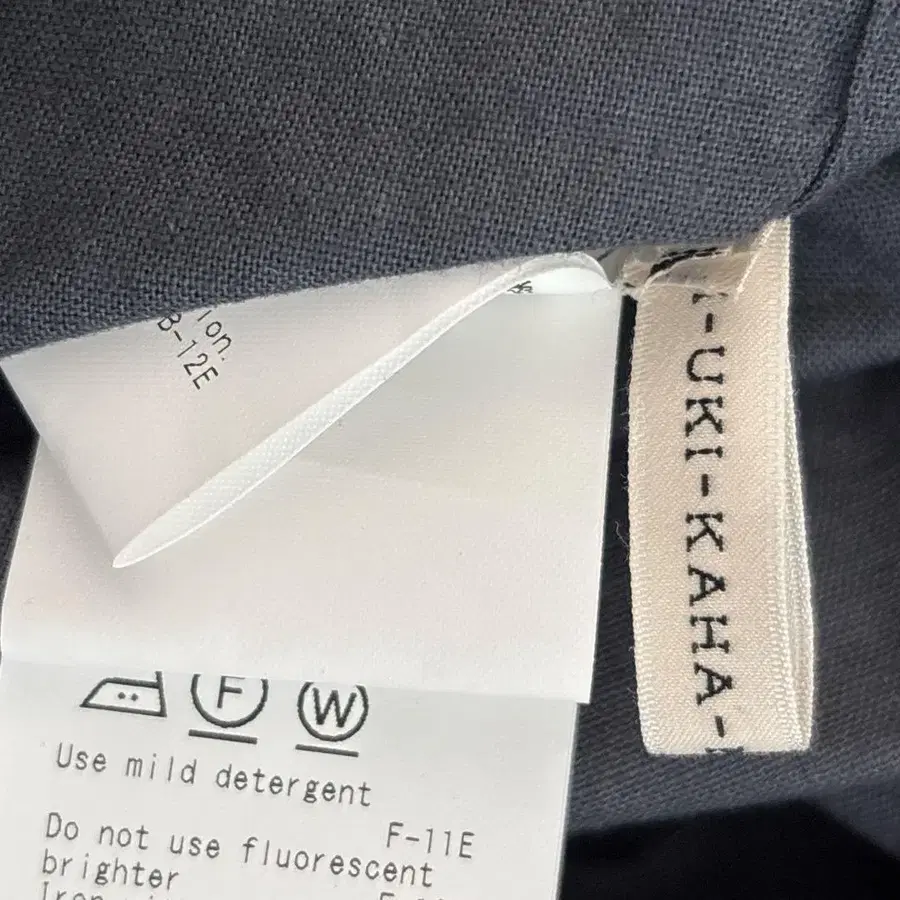 ion.
B-12E
F
W
Use mild detergent
F-11E
Do not use fluorescent
brighter
-UKI-KAHA-